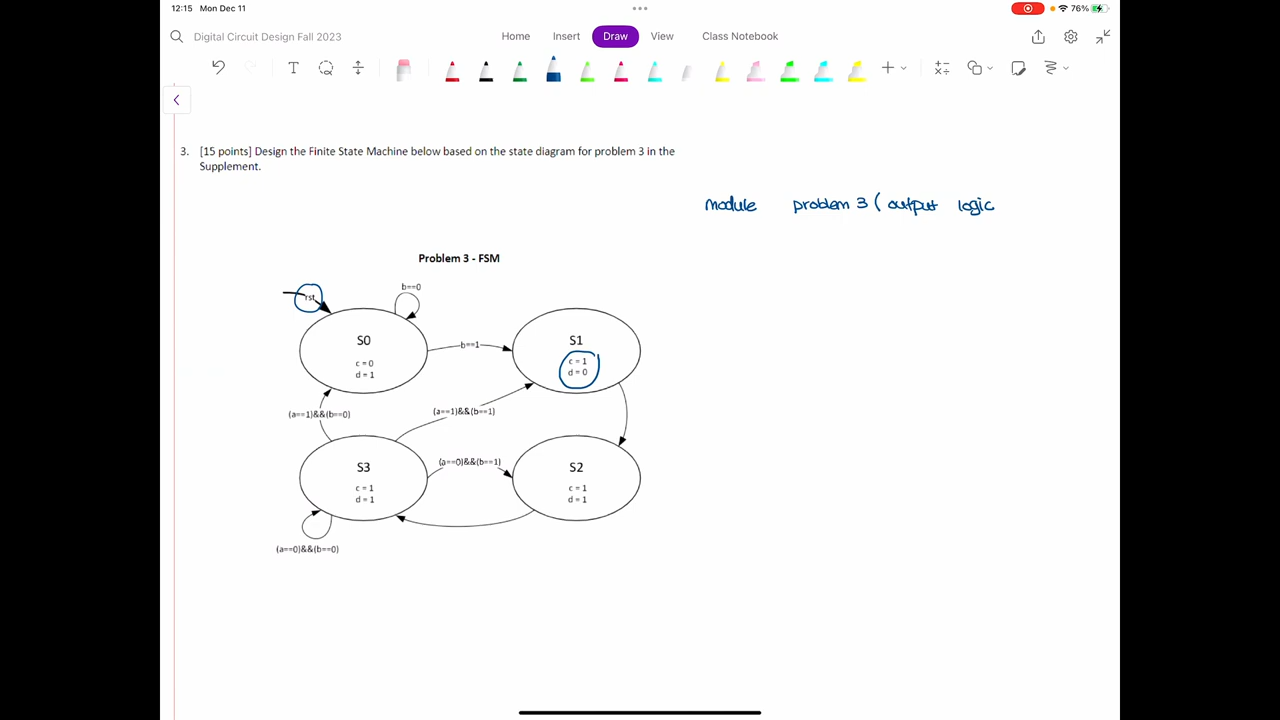 12:15 Mon Dec 11
76%
Digital Circuit Design Fall 2023
Home Insert Draw View Class Notebook
3. [15 points] Design the Finite State Machine below based on the state diagram for problem 3 in the
Supplement.
module problem 3 ( output logic
Problem 3 - FSM
b==0
rst
S0
c = 0
d = 1
b==1
S1
c = 1
d = 0
(a==1)&&(b==0)
(a==1)&&(b==1)
S3
c = 1
d = 1
(a==0)&&(b==1)
S2
c = 1
d = 1
(a==0)&&(b==0)